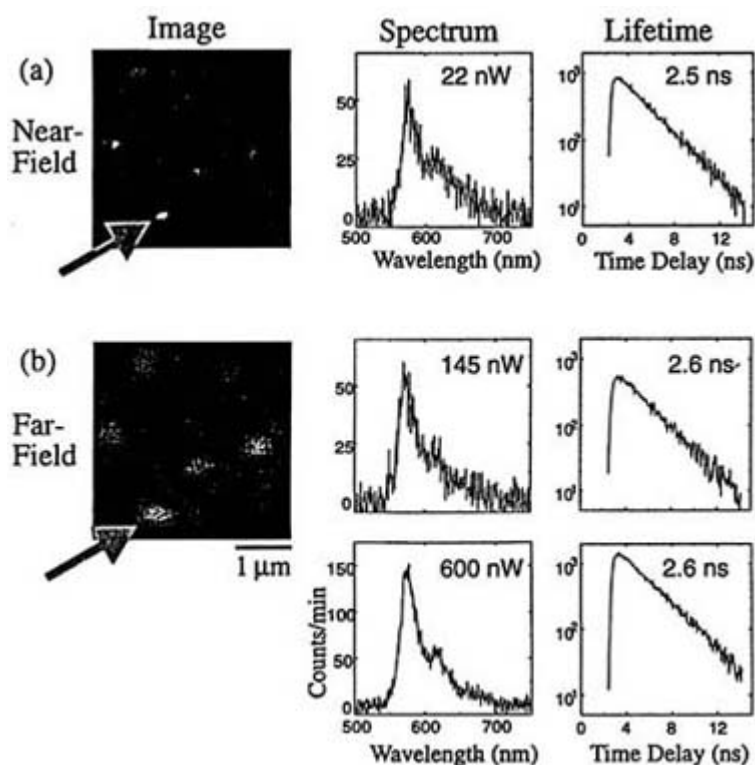 Image Spectrum Lifetime
(a)
Near-
Field
22 nW
50
25
0
500 600 700
Wavelength (nm)
2.5 ns
10³
10²
10¹
0 4 8 12
Time Delay (ns)
(b)
Far-
Field
1 µm
145 nW
50
25
0
2.6 ns
10³
10²
10¹
600 nW
Counts/min
150
100
50
0
500 600 700
Wavelength (nm)
2.6 ns
10³
10²
10¹
0 4 8 12
Time Delay (ns)